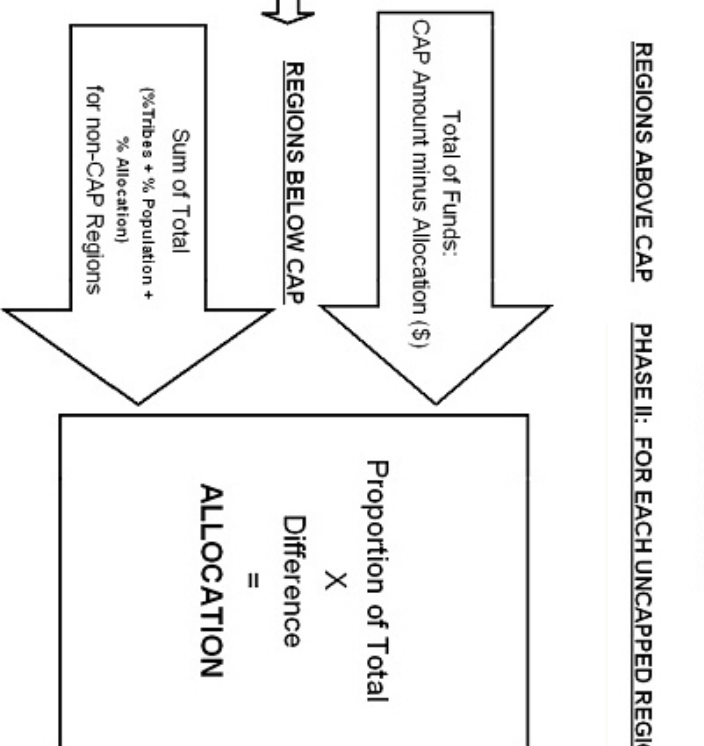 REGIONS ABOVE CAP
PHASE II: FOR EACH UNCAPPED
Total of Funds:
CAP Amount minus Allocation ($)
REGIONS BELOW CAP
Sum of Total
(%Tribes + % Population +
% Allocation)
for non-CAP Regions
Proportion of Total
X
Difference
=
ALLOCATION